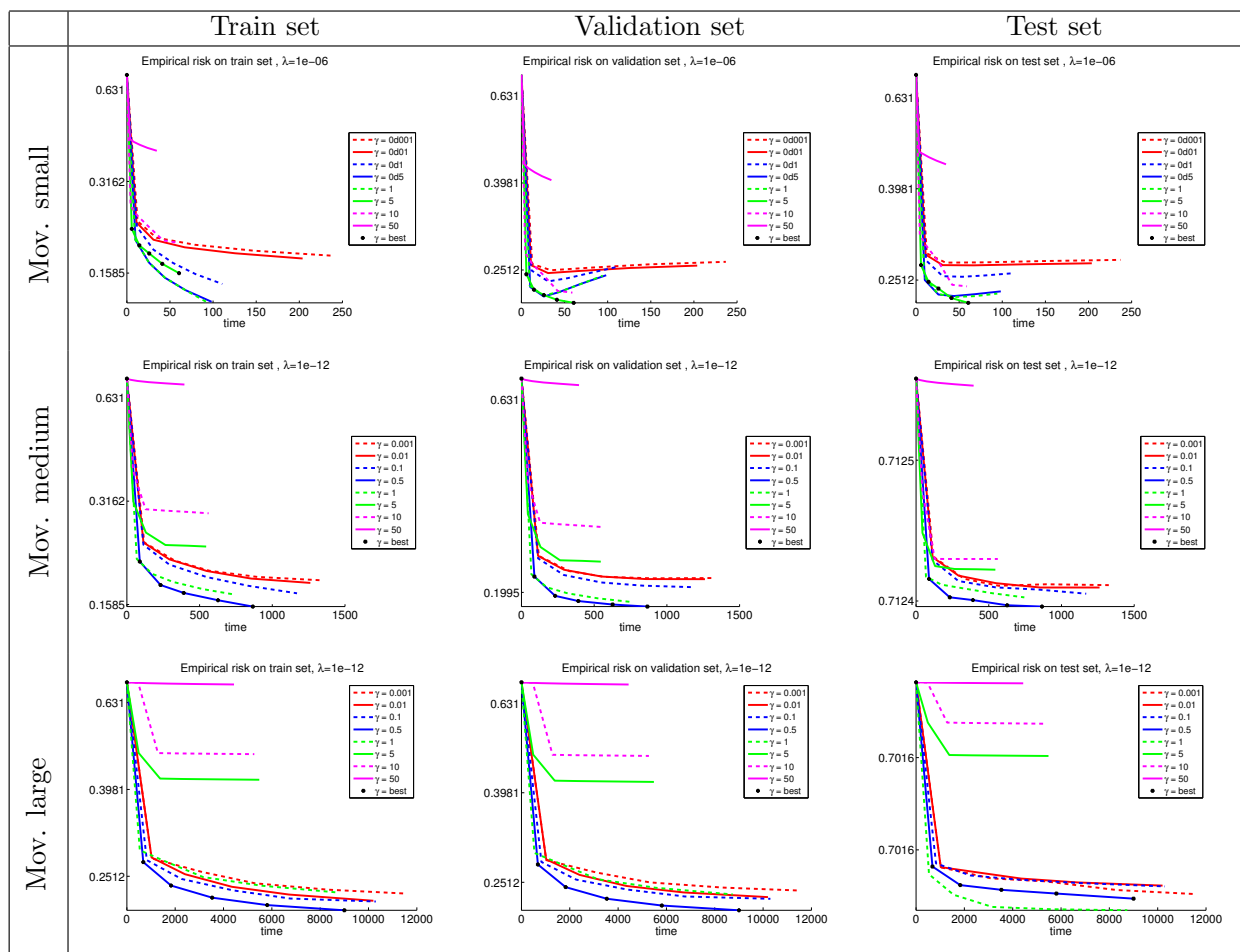 Train set Validation set Test set
Mov. small
Empirical risk on train set , λ=1e−06
0.631
0.3162
0.1585
0 50 100 150 200 250
time
γ = 0d001
γ = 0d01
γ = 0d1
γ = 0d5
γ = 1
γ = 5
γ = 10
γ = 50
γ = best
Empirical risk on validation set , λ=1e−06
0.631
0.3981
0.2512
0 50 100 150 200 250
time
γ = 0d001
γ = 0d01
γ = 0d1
γ = 0d5
γ = 1
γ = 5
γ = 10
γ = 50
γ = best
Empirical risk on test set , λ=1e−06
0.631
0.3981
0.2512
0 50 100 150 200 250
time
γ = 0d001
γ = 0d01
γ = 0d1
γ = 0d5
γ = 1
γ = 5
γ = 10
γ = 50
γ = best
Mov. medium
Empirical risk on train set , λ=1e−12
0.631
0.3162
0.1585
0 500 1000 1500
time
γ = 0.001
γ = 0.01
γ = 0.1
γ = 0.5
γ = 1
γ = 5
γ = 10
γ = 50
γ = best
Empirical risk on validation set , λ=1e−12
0.631
0.1995
0 500 1000 1500
time
γ = 0.001
γ = 0.01
γ = 0.1
γ = 0.5
γ = 1
γ = 5
γ = 10
γ = 50
γ = best
Empirical risk on test set , λ=1e−12
0.7125
0.7124
0 500 1000 1500
time
γ = 0.001
γ = 0.01
γ = 0.1
γ = 0.5
γ = 1
γ = 5
γ = 10
γ = 50
γ = best
Mov. large
Empirical risk on train set, λ=1e−12
0.631
0.3981
0.2512
0 2000 4000 6000 8000 10000 12000
time
γ = 0.001
γ = 0.01
γ = 0.1
γ = 0.5
γ = 1
γ = 5
γ = 10
γ = 50
γ = best
Empirical risk on validation set, λ=1e−12
0.631
0.3981
0.2512
0 2000 4000 6000 8000 10000 12000
time
γ = 0.001
γ = 0.01
γ = 0.1
γ = 0.5
γ = 1
γ = 5
γ = 10
γ = 50
γ = best
Empirical risk on test set, λ=1e−12
0.7016
0.7016
0 2000 4000 6000 8000 10000 12000
time
γ = 0.001
γ = 0.01
γ = 0.1
γ = 0.5
γ = 1
γ = 5
γ = 10
γ = 50
γ = best